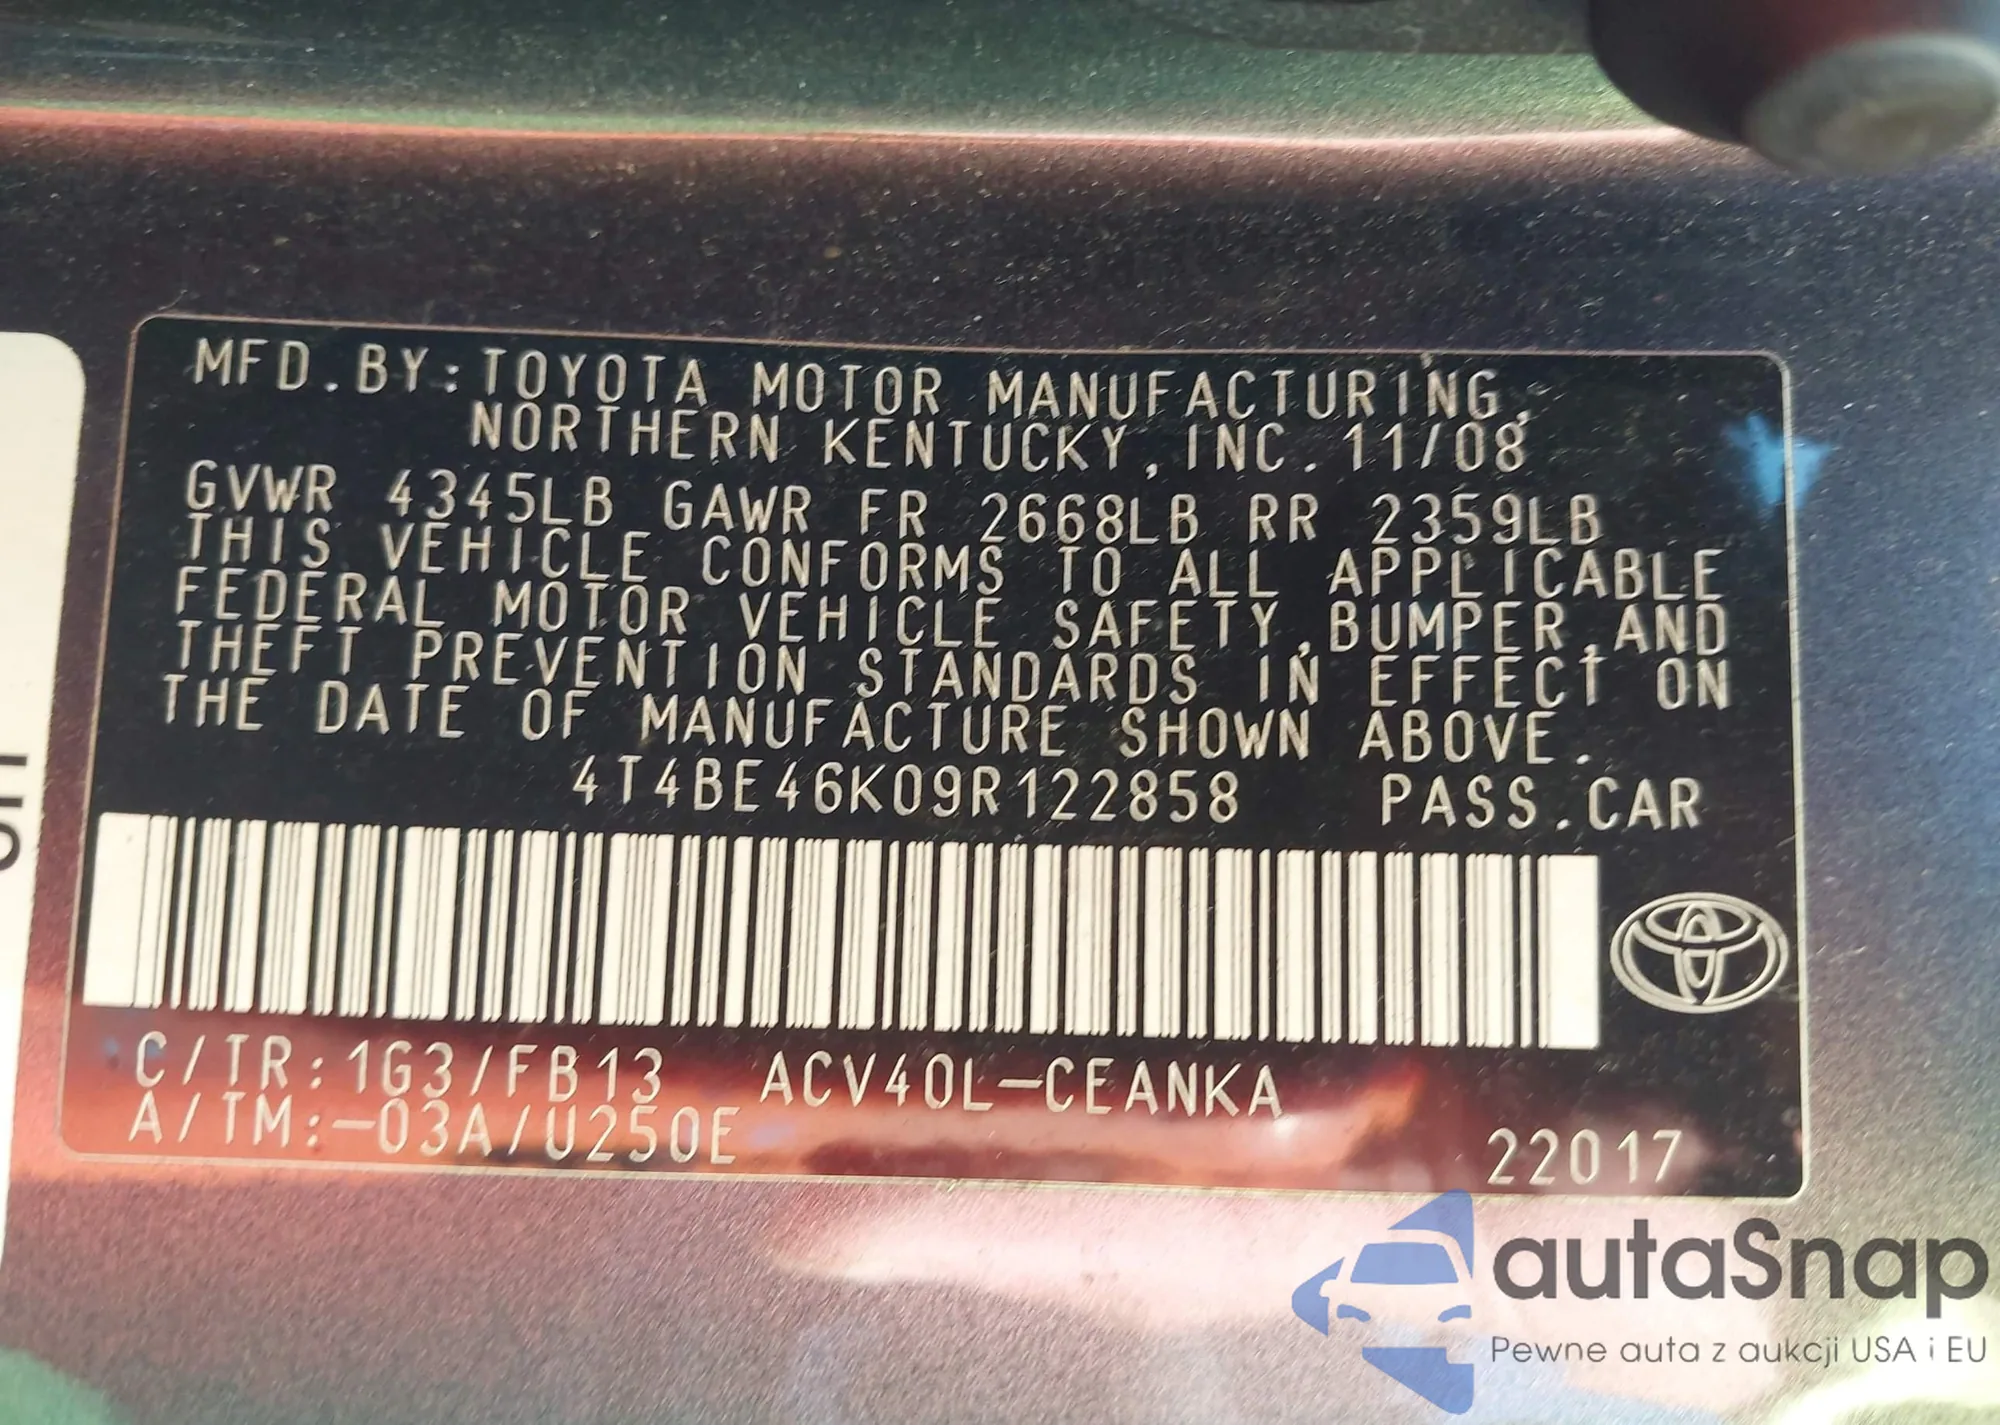 MFD.BY:TOYOTA MOTOR MANUFACTURING,
NORTHERN KENTUCKY,INC.11/08
GVWR 4345LB GAWR FR 2668LB RR 2359LB
THIS VEHICLE CONFORMS TO ALL APPLICABLE
FEDERAL MOTOR VEHICLE SAFETY,BUMPER,AND
THEFT PREVENTION STANDARDS IN EFFECT ON
THE DATE OF MANUFACTURE SHOWN ABOVE.
4T4BE46K09R122858 PASS.CAR
C/TR:1G3/FB13 ACV40L-CEANKA
A/TM:-03A/U250E
22017
autaSnap
Pewne auta z aukcji USA i EU